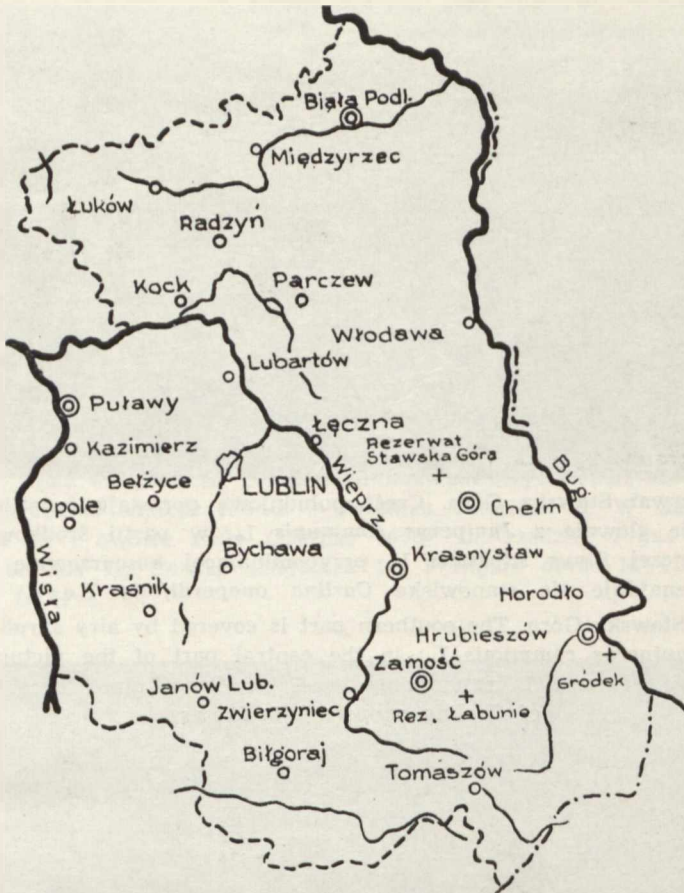 Biała Podl.
Międzyrzec
Łuków
Radzyń
Kock
Parczew
Włodawa
Lubartów
Puławy
Łęczna
Kazimierz
Rezerwat
Stawska Góra
Wieprz
Bug
Bełżyce
LUBLIN
Chełm
Opole
Wisła
Bychawa
Krasnystaw
Kraśnik
Horodło
Hrubieszów
Zamość
Gródek
Janów Lub.
Zwierzyniec
Rez. Łabunie
Biłgoraj
Tomaszów